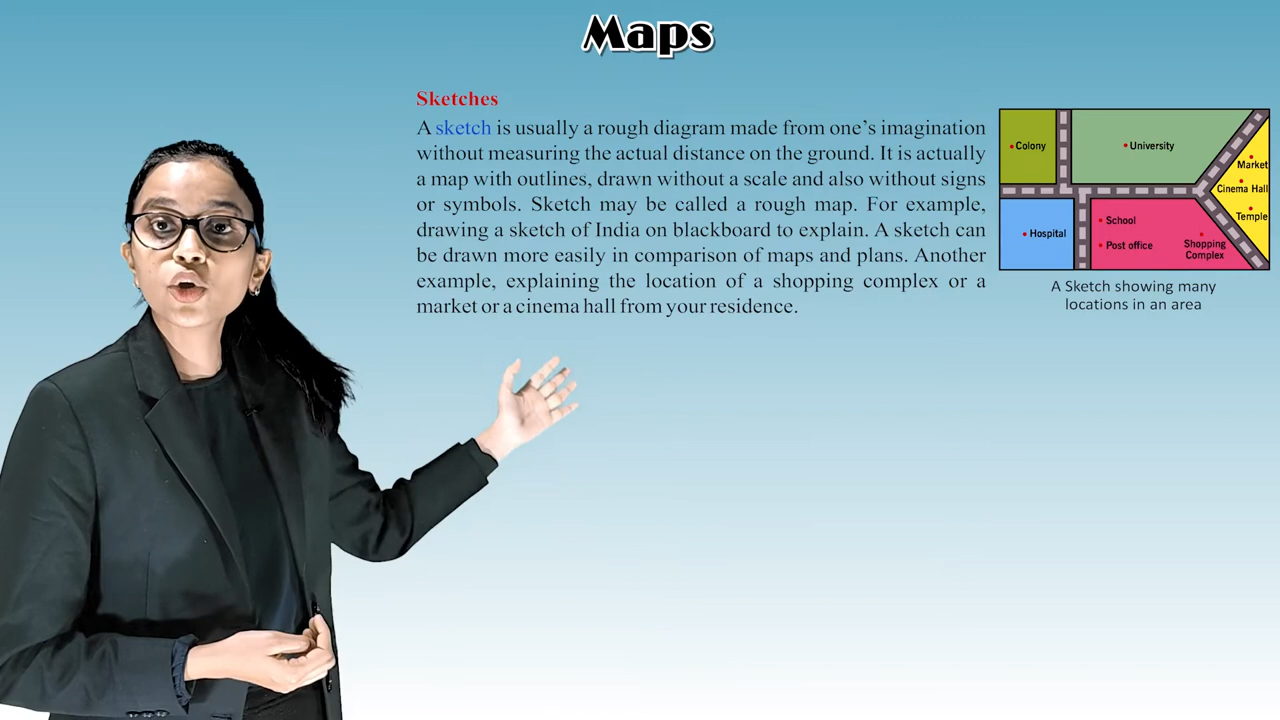 Maps
Sketches
A sketch is usually a rough diagram made from one's imagination
without measuring the actual distance on the ground. It is actually
a map with outlines, drawn without a scale and also without signs
or symbols. Sketch may be called a rough map. For example,
drawing a sketch of India on blackboard to explain. A sketch can
be drawn more easily in comparison of maps and plans. Another
example, explaining the location of a shopping complex or a
market or a cinema hall from your residence.
Colony
University
Market
Cinema Hall
Temple
Hospital
School
Post office
Shopping
Complex
A Sketch showing many
locations in an area